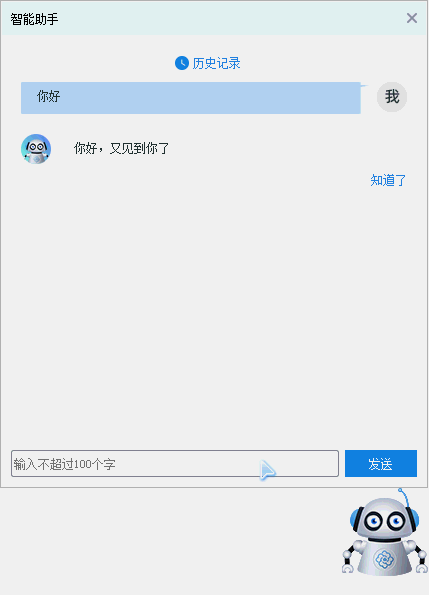 智能助手
历史记录
你好
我
你好，又见到你了
知道了
输入不超过100个字
发送